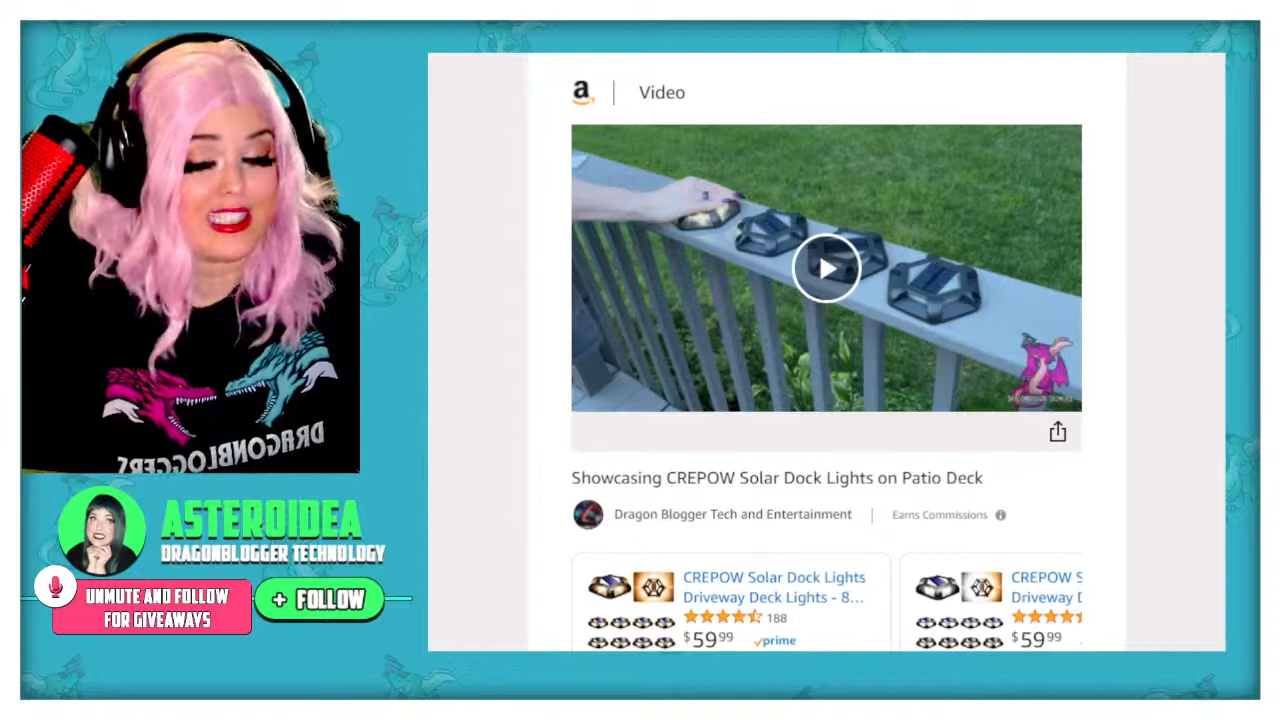 a | Video
DRAGONBLOGGERS
ASTEROIDEA
DRAGONBLOGGER TECHNOLOGY
UNMUTE AND FOLLOW
FOR GIVEAWAYS
+ FOLLOW
Showcasing CREPOW Solar Dock Lights on Patio Deck
Dragon Blogger Tech and Entertainment | Earns Commissions
CREPOW Solar Dock Lights
Driveway Deck Lights - 8...
188
$59 99 prime
CREPOW S
Driveway D
$59 99